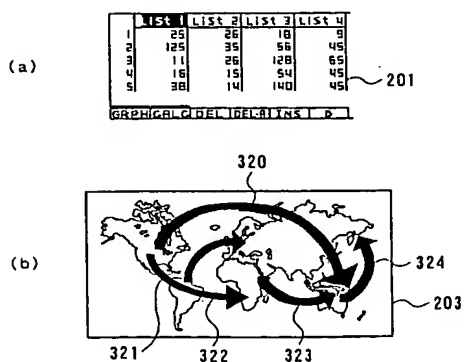 (a)
List 1 List 2 List 3 List 4
1 25 26 18 9
2 125 35 56 45
3 11 26 128 65
4 16 15 54 45
5 38 14 140 45
GRPH CALC DEL DEL-A INS D
201
320
(b)
324
203
321 322 323